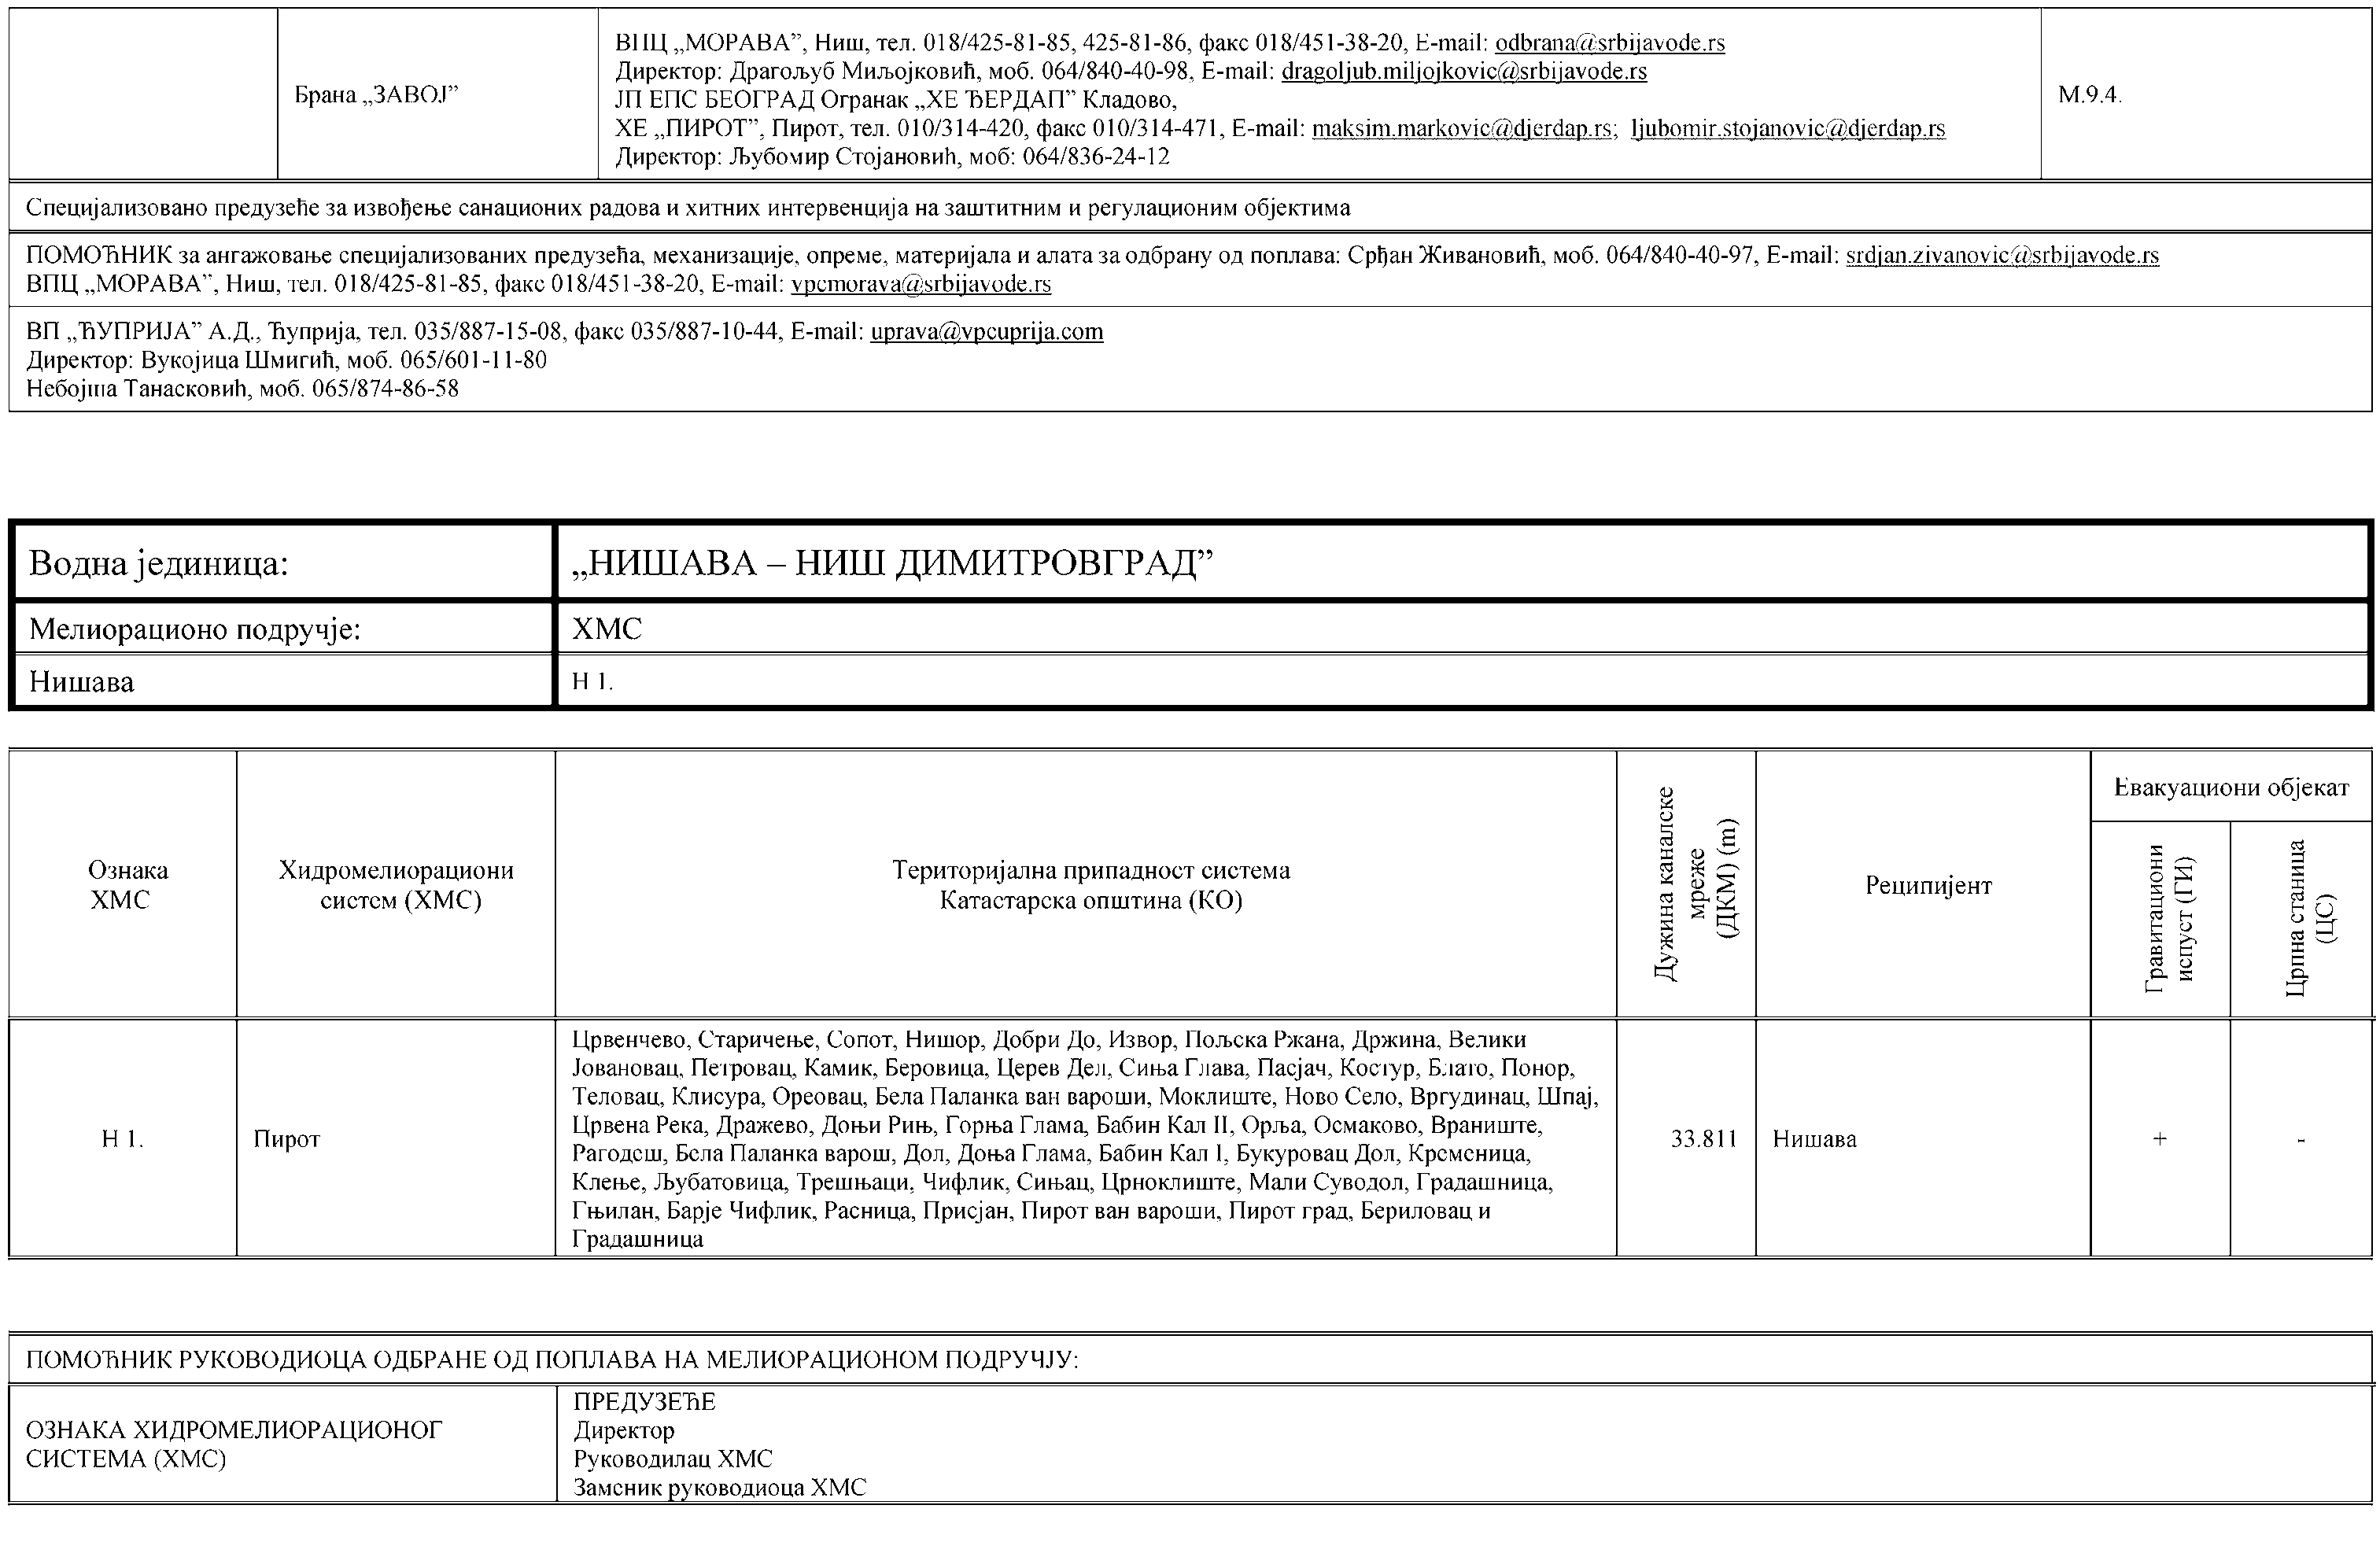 Брана „ЗАВОЈ”
ВПЦ „МОРАВА”, Ниш, тел. 018/425-81-85, 425-81-86, факс 018/451-38-20, E-mail: odbrana@srbijavode.rs
Директор: Драгољуб Миљојковић, моб. 064/840-40-98, E-mail: dragoljub.miljojkovic@srbijavode.rs
ЈП ЕПС БЕОГРАД Огранак „ХЕ ЂЕРДАП” Кладово,
ХЕ „ПИРОТ”, Пирот, тел. 010/314-420, факс 010/314-471, E-mail: maksim.markovic@djerdap.rs; ljubomir.stojanovic@djerdap.rs
Директор: Љубомир Стојановић, моб: 064/836-24-12
М.9.4.
Специјализовано предузеће за извођење санационих радова и хитних интервенција на заштитним и регулационим објектима
ПОМОЋНИК за ангажовање специјализованих предузећа, механизације, опреме, материјала и алата за одбрану од поплава: Срђан Живановић, моб. 064/840-40-97, E-mail: srdjan.zivanovic@srbijavode.rs
ВПЦ „МОРАВА”, Ниш, тел. 018/425-81-85, факс 018/451-38-20, E-mail: vpcmorava@srbijavode.rs
ВП „ЋУПРИЈА” А.Д., Ћуприја, тел. 035/887-15-08, факс 035/887-10-44, E-mail: uprava@vpcuprija.com
Директор: Вукојица Шмигић, моб. 065/601-11-80
Небојша Танасковић, моб. 065/874-86-58
Водна јединица:
„НИШАВА – НИШ ДИМИТРОВГРАД”
Мелиорационо подручје:
ХМС
Нишава
Н 1.
Ознака
ХМС
Хидромелиорациони
систем (ХМС)
Територијална припадност система
Катастарска општина (КО)
Дужина каналске
мреже
(ДКМ) (m)
Реципијент
Евакуациони објекат
Гравитациони
испуст (ГИ)
Црпна станица
(ЦС)
Н 1.
Пирот
Црвенчево, Старичење, Сопот, Нишор, Добри До, Извор, Пољска Ржана, Држина, Велики
Јовановац, Петровац, Камик, Беровица, Церев Дел, Сиња Глава, Пасјач, Костур, Блато, Понор,
Теловац, Клисура, Ореовац, Бела Паланка ван вароши, Моклиште, Ново Село, Вргудинац, Шпај,
Црвена Река, Дражево, Доњи Рињ, Горња Глама, Бабин Кал II, Орља, Осмаково, Враниште,
Рагодеш, Бела Паланка варош, Дол, Доња Глама, Бабин Кал I, Букуровац Дол, Кременица,
Клење, Љубатовица, Трешњаци, Чифлик, Сињац, Црноклиште, Мали Суводол, Градашница,
Гњилан, Барје Чифлик, Расница, Присјан, Пирот ван вароши, Пирот град, Бериловац и
Градашница
33.811
Нишава
+
-
ПОМОЋНИК РУКОВОДИОЦА ОДБРАНЕ ОД ПОПЛАВА НА МЕЛИОРАЦИОНОМ ПОДРУЧЈУ:
ОЗНАКА ХИДРОМЕЛИОРАЦИОНОГ
СИСТЕМА (ХМС)
ПРЕДУЗЕЋЕ
Директор
Руководилац ХМС
Заменик руководиоца ХМС